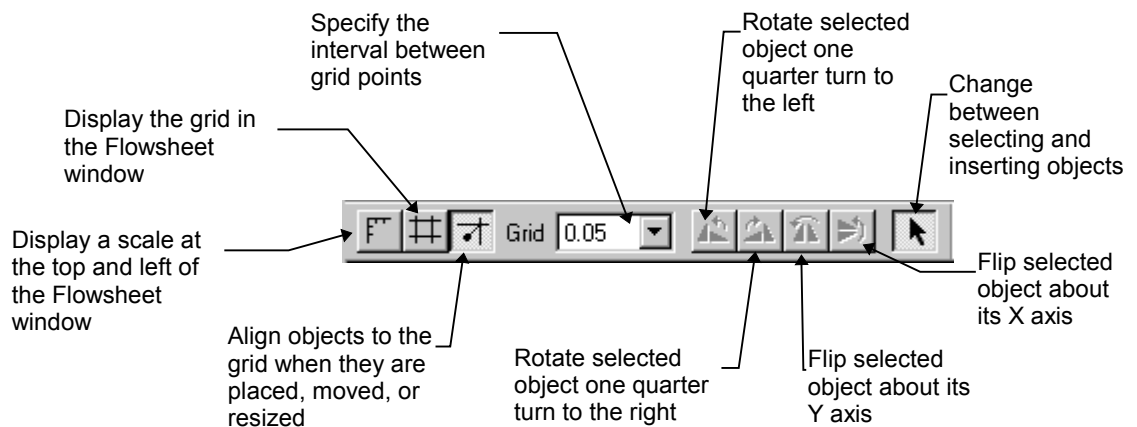 Specify the
interval between
grid points
Rotate selected
object one
quarter turn to
the left
Change
between
selecting and
inserting objects
Display the grid in
the Flowsheet
window
Grid 0.05
Display a scale at
the top and left of
the Flowsheet
window
Flip selected
object about
its X axis
Align objects to the
grid when they are
placed, moved, or
resized
Rotate selected
object one quarter
turn to the right
Flip selected
object about its
Y axis